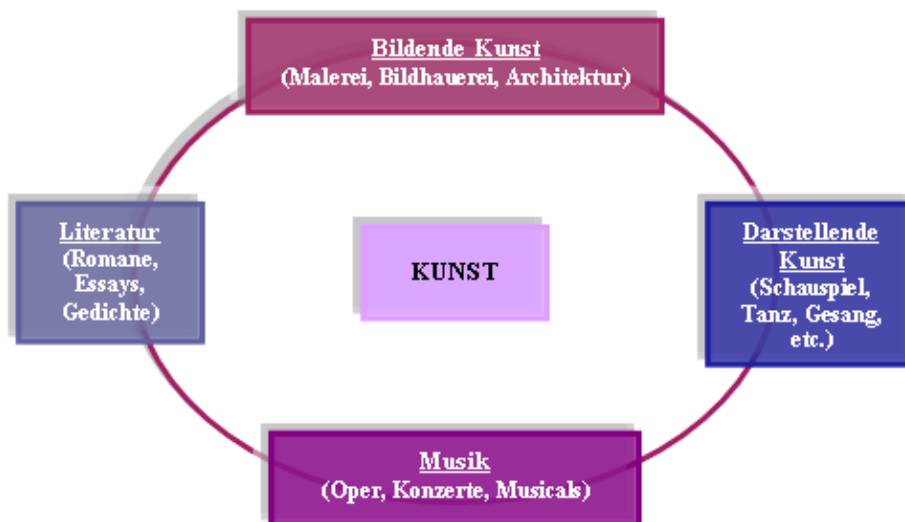 Bildende Kunst
(Malerei, Bildhauerei, Architektur)
Literatur
(Romane,
Essays,
Gedichte)
KUNST
Darstellende
Kunst
(Schauspiel,
Tanz, Gesang,
etc.)
Musik
(Oper, Konzerte, Musicals)